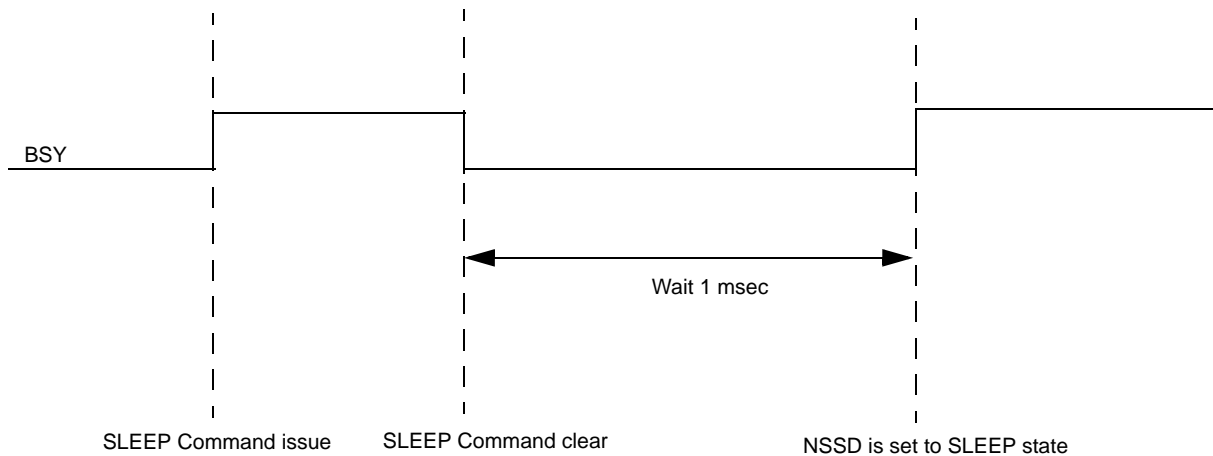 BSY
Wait 1 msec
SLEEP Command issue
SLEEP Command clear
NSSD is set to SLEEP state